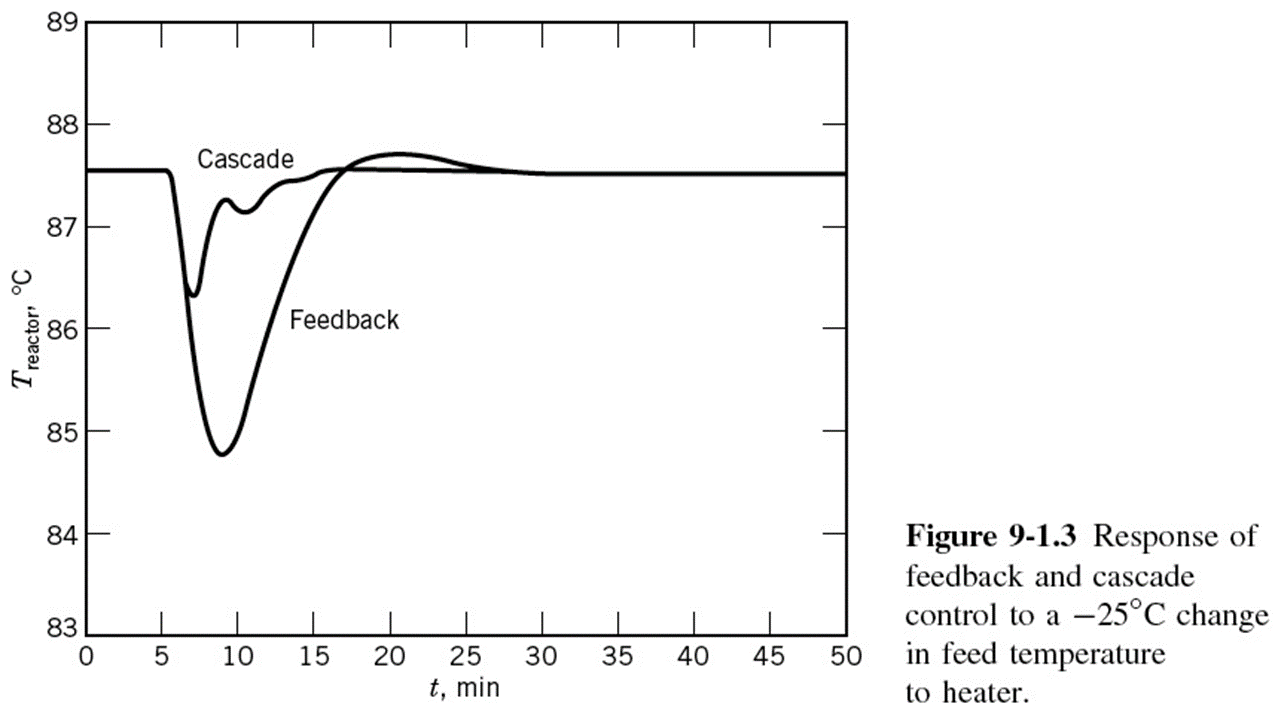 89
88
87
86
85
84
83
T reactor, °C
Cascade
Feedback
0 5 10 15 20 25 30 35 40 45 50
t, min
Figure 9-1.3 Response of
feedback and cascade
control to a −25°C change
in feed temperature
to heater.